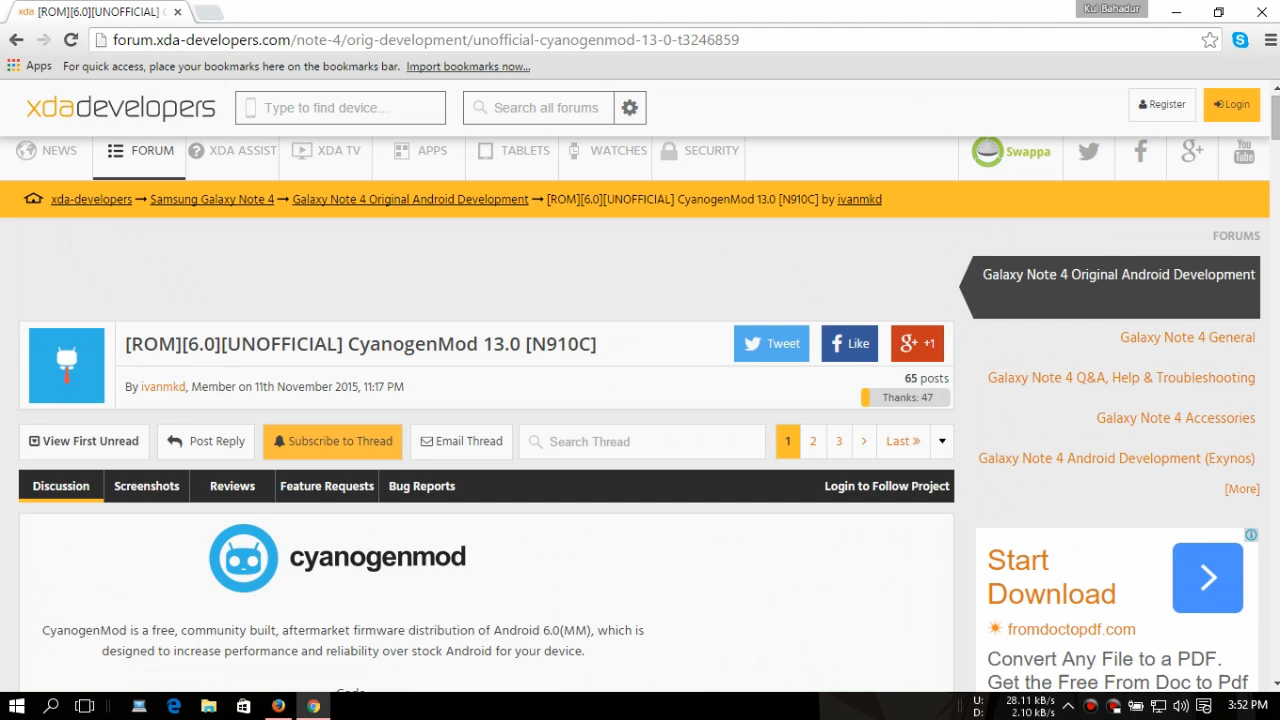 xda [ROM][6.0][UNOFFICIAL]
Kul Bahadur
forum.xda-developers.com/note-4/orig-development/unofficial-cyanogenmod-13-0-t3246859
Apps For quick access, place your bookmarks here on the bookmarks bar. Import bookmarks now...
xdadevelopers
Type to find device...
Search all forums
Register
Login
NEWS
FORUM
XDA ASSIST
XDA TV
APPS
TABLETS
WATCHES
SECURITY
Swappa
You Tube
xda-developers → Samsung Galaxy Note 4 → Galaxy Note 4 Original Android Development → [ROM][6.0][UNOFFICIAL] CyanogenMod 13.0 [N910C] by ivanmkd
FORUMS
Galaxy Note 4 Original Android Development
[ROM][6.0][UNOFFICIAL] CyanogenMod 13.0 [N910C]
Tweet
Like
g+ +1
By ivanmkd, Member on 11th November 2015, 11:17 PM
65 posts
Thanks: 47
Galaxy Note 4 General
Galaxy Note 4 Q&A, Help & Troubleshooting
Galaxy Note 4 Accessories
Galaxy Note 4 Android Development (Exynos)
[More]
View First Unread
Post Reply
Subscribe to Thread
Email Thread
Search Thread
1 2 3 > Last »
Discussion
Screenshots
Reviews
Feature Requests
Bug Reports
Login to Follow Project
cyanogenmod
CyanogenMod is a free, community built, aftermarket firmware distribution of Android 6.0(MM), which is
designed to increase performance and reliability over stock Android for your device.
Code
Start
Download
fromdoctopdf.com
Convert Any File to a PDF.
Get the Free From Doc to Pdf
U: 28.11 kB/s
D: 2.10 kB/s
3:52 PM